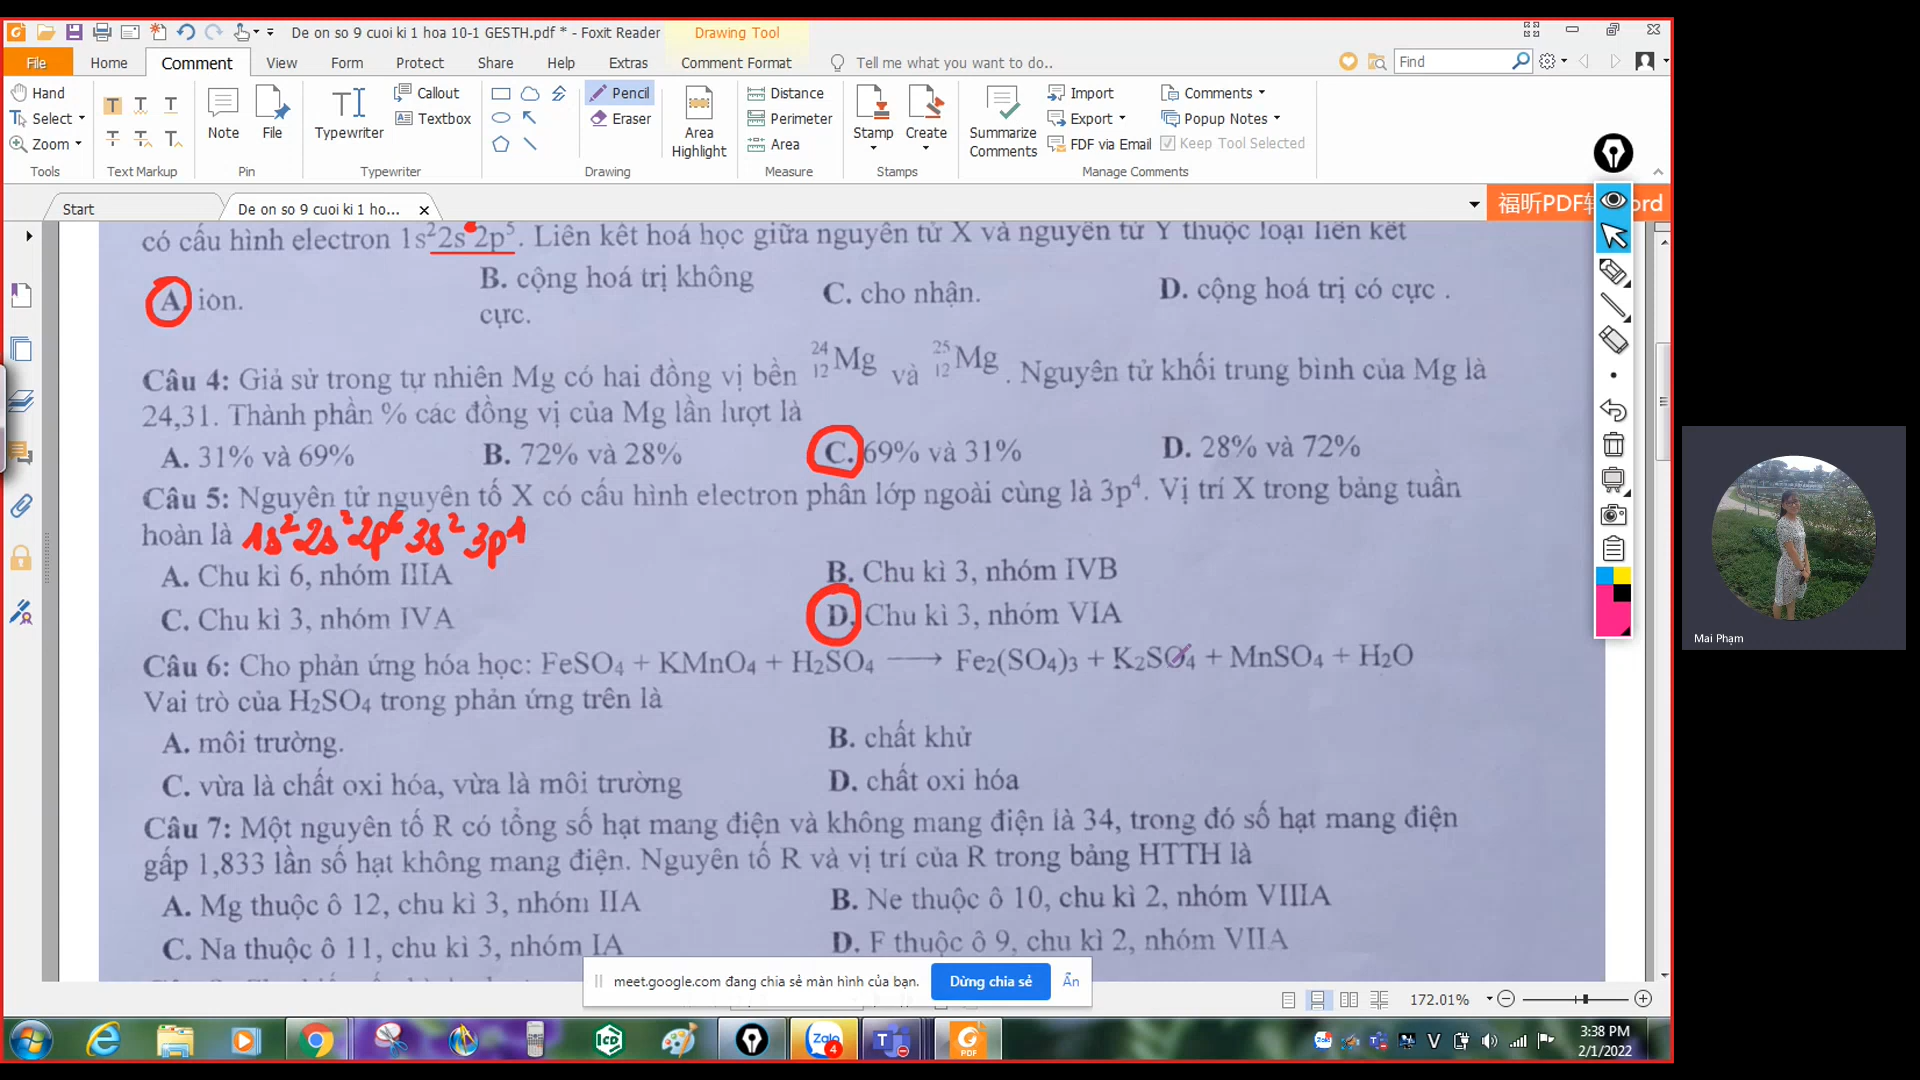 De on so 9 cuoi ki 1 hoa 10-1 GESTH.pdf * - Foxit Reader
Drawing Tool
File Home Comment View Form Protect Share Help Extras Comment Format Tell me what you want to do.. Find
Hand Select Zoom Tools
Text Markup
Note File Pin
Typewriter Callout Textbox Typewriter
Pencil Eraser Area Highlight Drawing
Distance Perimeter Area Measure
Stamp Create Stamps
Summarize Comments Import Export FDF via Email Comments Popup Notes Keep Tool Selected Manage Comments
Start De on so 9 cuoi ki 1 ho... 福昕PDF转 ord
có cấu hình electron 1s²2s 2p⁵. Liên kết hoá học giữa nguyên tử X và nguyên tử Y thuộc loại liên kết
A. ion. B. cộng hoá trị không cực. C. cho nhận. D. cộng hoá trị có cực .
Câu 4: Giả sử trong tự nhiên Mg có hai đồng vị bền ²⁴₁₂Mg và ²⁵₁₂Mg . Nguyên tử khối trung bình của Mg là
24,31. Thành phần % các đồng vị của Mg lần lượt là
A. 31% và 69% B. 72% và 28% C. 69% và 31% D. 28% và 72%
Câu 5: Nguyên tử nguyên tố X có cấu hình electron phân lớp ngoài cùng là 3p⁴. Vị trí X trong bảng tuần
hoàn là 1s² 2s² 2p⁶ 3s² 3p⁴
A. Chu kì 6, nhóm IIIA B. Chu kì 3, nhóm IVB
C. Chu kì 3, nhóm IVA D. Chu kì 3, nhóm VIA
Câu 6: Cho phản ứng hóa học: FeSO₄ + KMnO₄ + H₂SO₄ ⟶ Fe₂(SO₄)₃ + K₂SO₄ + MnSO₄ + H₂O
Vai trò của H₂SO₄ trong phản ứng trên là
A. môi trường. B. chất khử
C. vừa là chất oxi hóa, vừa là môi trường D. chất oxi hóa
Câu 7: Một nguyên tố R có tổng số hạt mang điện và không mang điện là 34, trong đó số hạt mang điện
gấp 1,833 lần số hạt không mang điện. Nguyên tố R và vị trí của R trong bảng HTTH là
A. Mg thuộc ô 12, chu kì 3, nhóm IIA B. Ne thuộc ô 10, chu kì 2, nhóm VIIIA
C. Na thuộc ô 11, chu kì 3, nhóm IA D. F thuộc ô 9, chu kì 2, nhóm VIIA
meet.google.com đang chia sẻ màn hình của bạn. Dừng chia sẻ Ẩn
172.01%
Mai Phạm
Zalo 4
PDF
V
3:38 PM
2/1/2022